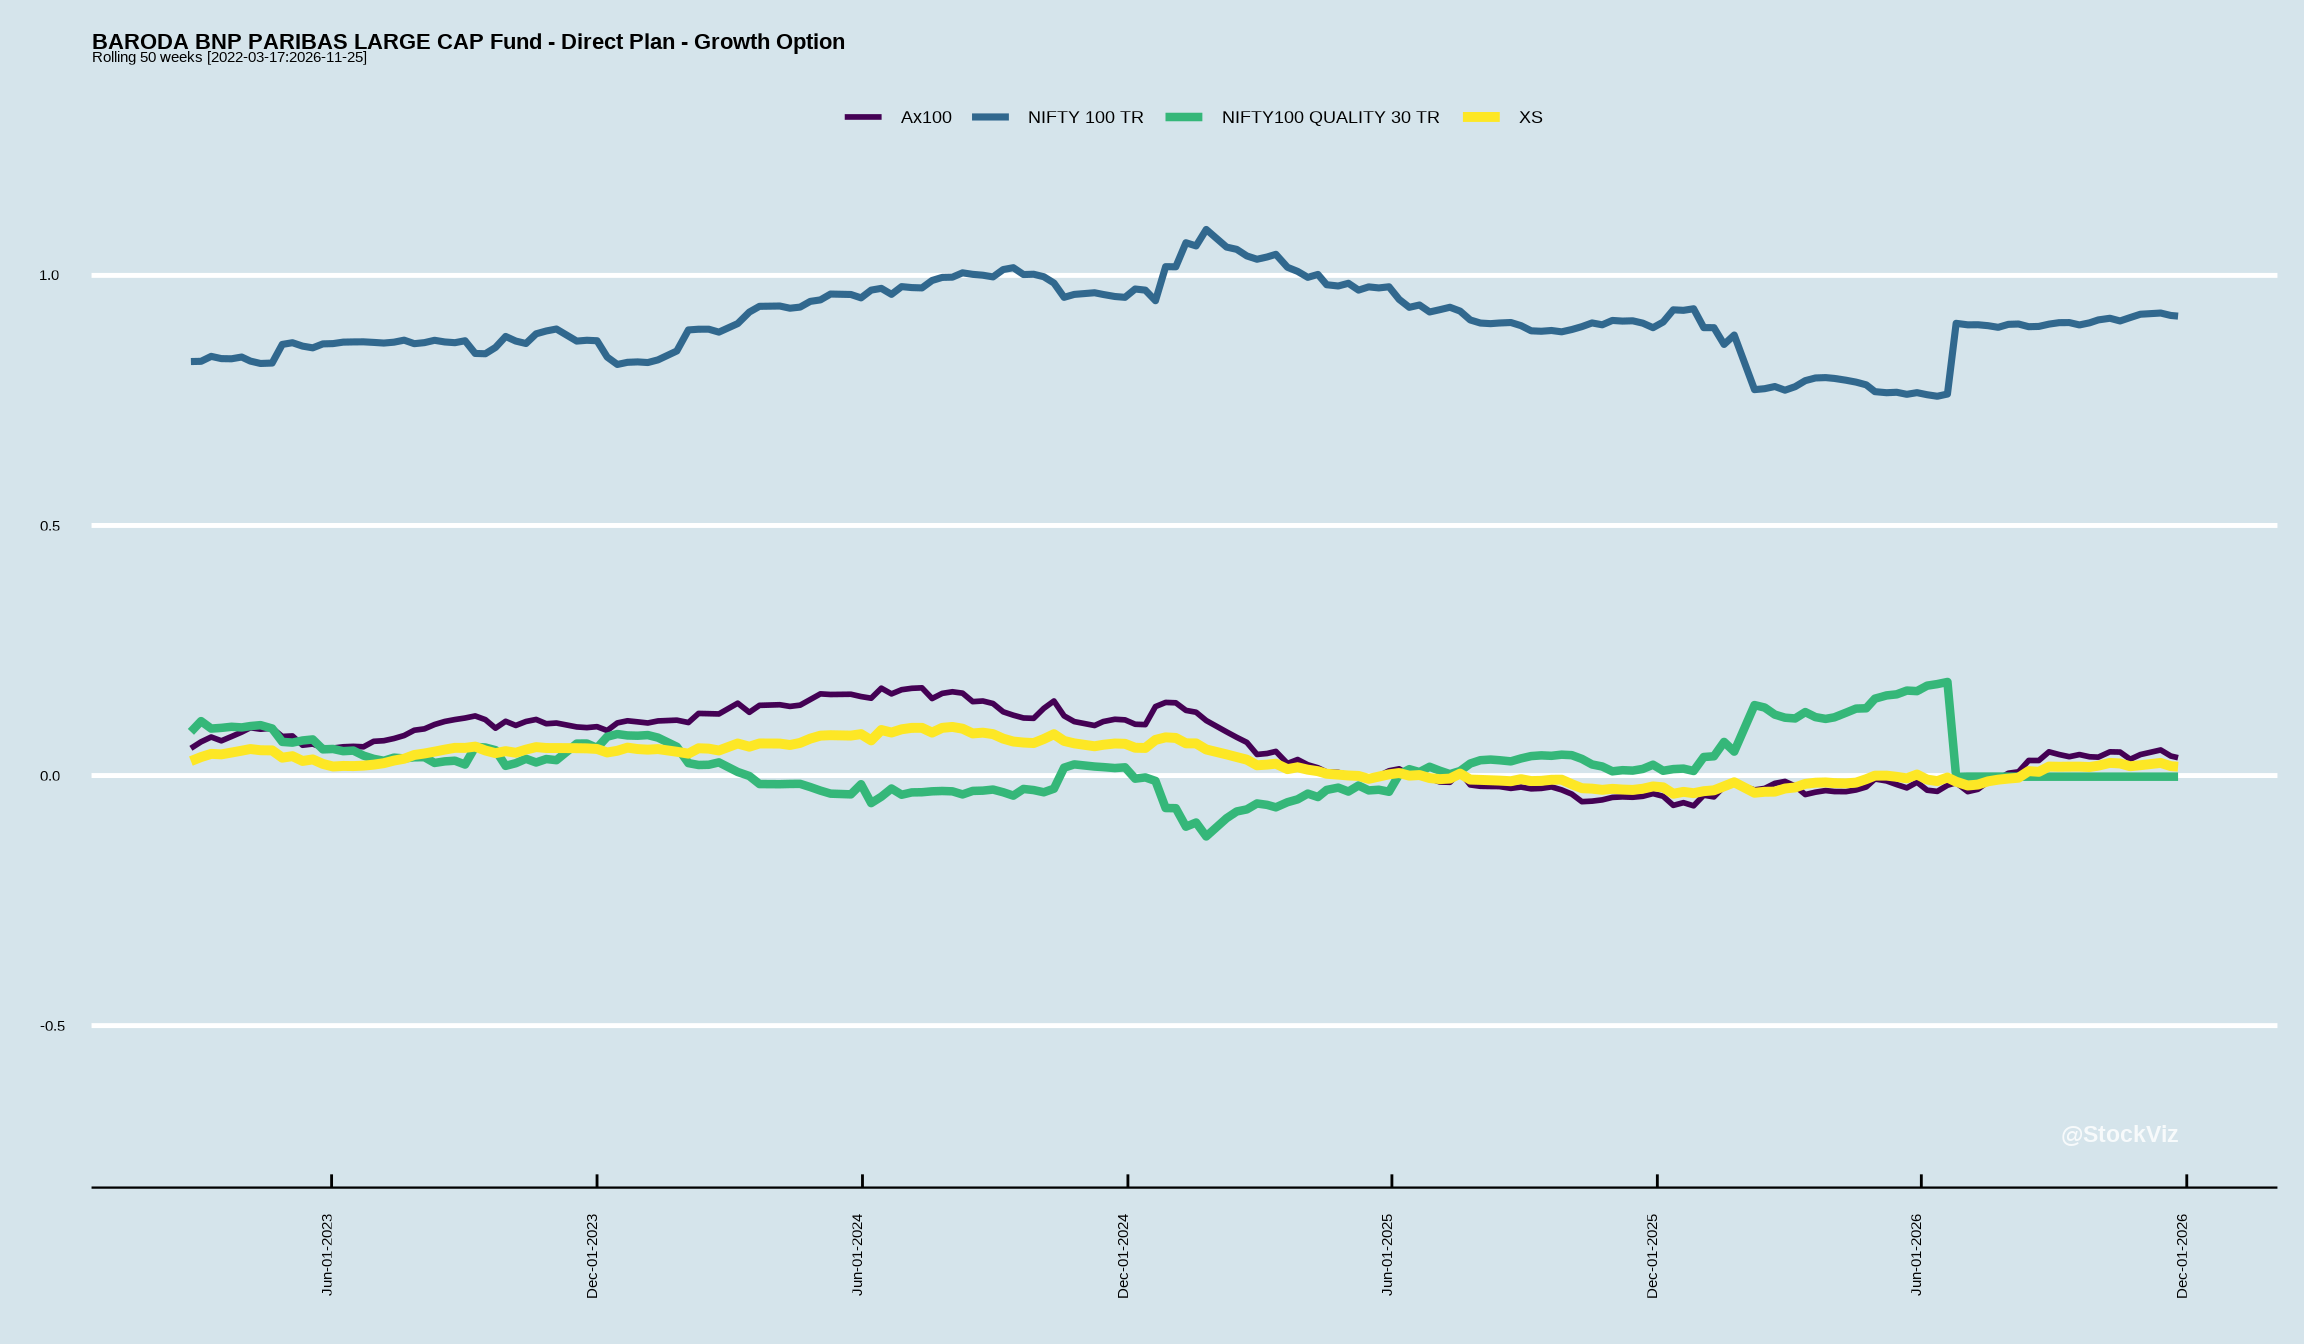 BARODA BNP PARIBAS LARGE CAP Fund - Direct Plan - Growth Option
Rolling 50 weeks [2022-03-17:2026-11-25]
Ax100 NIFTY 100 TR NIFTY100 QUALITY 30 TR XS
1.0
0.5
0.0
-0.5
@StockViz
Jun-01-2023
Dec-01-2023
Jun-01-2024
Dec-01-2024
Jun-01-2025
Dec-01-2025
Jun-01-2026
Dec-01-2026